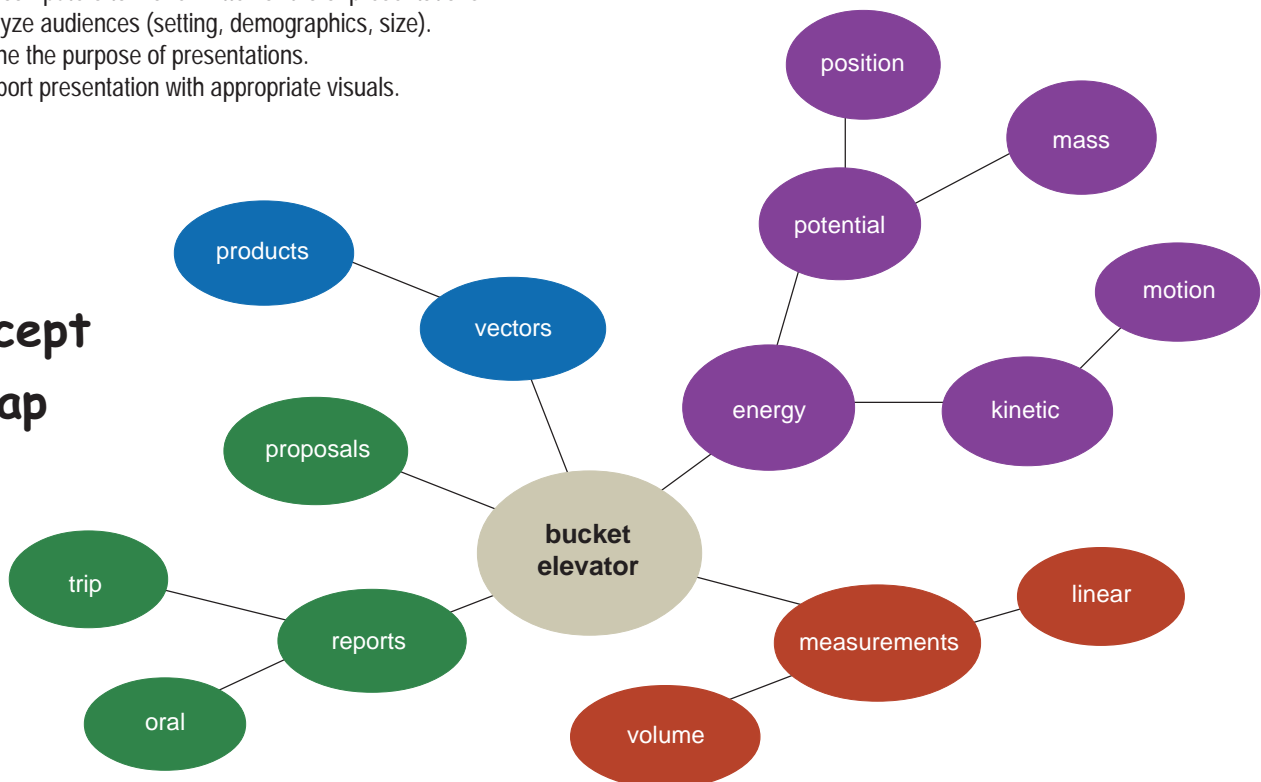 yze audiences (setting, demographics, size).
the purpose of presentations.
port presentation with appropriate visuals.
position
mass
potential
products
motion
vectors
cept
ap
energy
kinetic
proposals
bucket
elevator
trip
linear
reports
measurements
oral
volume